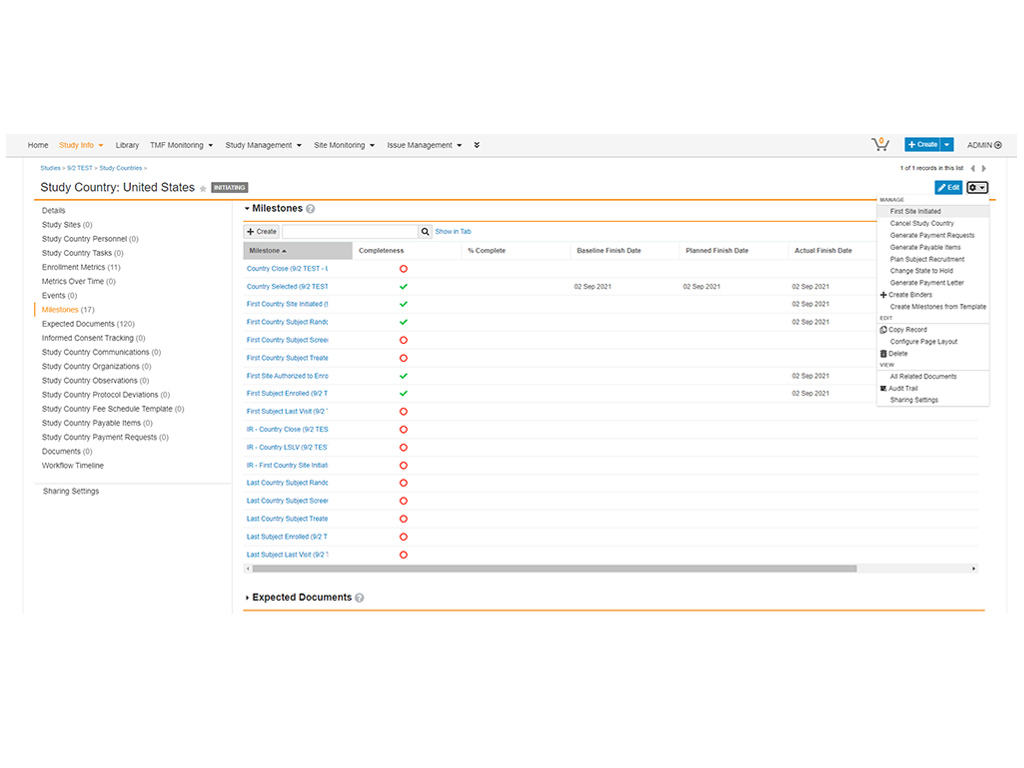 Home Study Info Library TMF Monitoring Study Management Site Monitoring Issue Management 0 + Create ADMIN
Studies > 9/2 TEST > Study Countries >
1 of 1 records in this list
Study Country: United States INITIATING
Edit
Details
Study Sites (0)
Study Country Personnel (0)
Study Country Tasks (0)
Enrollment Metrics (11)
Metrics Over Time (0)
Events (0)
Milestones (17)
Expected Documents (120)
Informed Consent Tracking (0)
Study Country Communications (0)
Study Country Organizations (0)
Study Country Observations (0)
Study Country Protocol Deviations (0)
Study Country Fee Schedule Template (0)
Study Country Payable Items (0)
Study Country Payment Requests (0)
Documents (0)
Workflow Timeline
Sharing Settings
Milestones ?
+ Create Show in Tab
Milestone Completeness % Complete Baseline Finish Date Planned Finish Date Actual Finish Date
Country Close (9/2 TEST - U
Country Selected (9/2 TEST 02 Sep 2021 02 Sep 2021 02 Sep 2021
First Country Site Initiated (9 02 Sep 2021
First Country Subject Rando 02 Sep 2021
First Country Subject Screen
First Country Subject Treate
First Site Authorized to Enro 02 Sep 2021
First Subject Enrolled (9/2 T 02 Sep 2021
First Subject Last Visit (9/2
IR - Country Close (9/2 TES
IR - Country LSLV (9/2 TEST
IR - First Country Site Initiat
Last Country Subject Rando
Last Country Subject Screen
Last Country Subject Treate
Last Subject Enrolled (9/2 T
Last Subject Last Visit (9/2
Expected Documents ?
MANAGE
First Site Initiated
Cancel Study Country
Generate Payment Requests
Generate Payable Items
Plan Subject Recruitment
Change State to Hold
Generate Payment Letter
Create Binders
Create Milestones from Template
EDIT
Copy Record
Configure Page Layout
Delete
VIEW
All Related Documents
Audit Trail
Sharing Settings